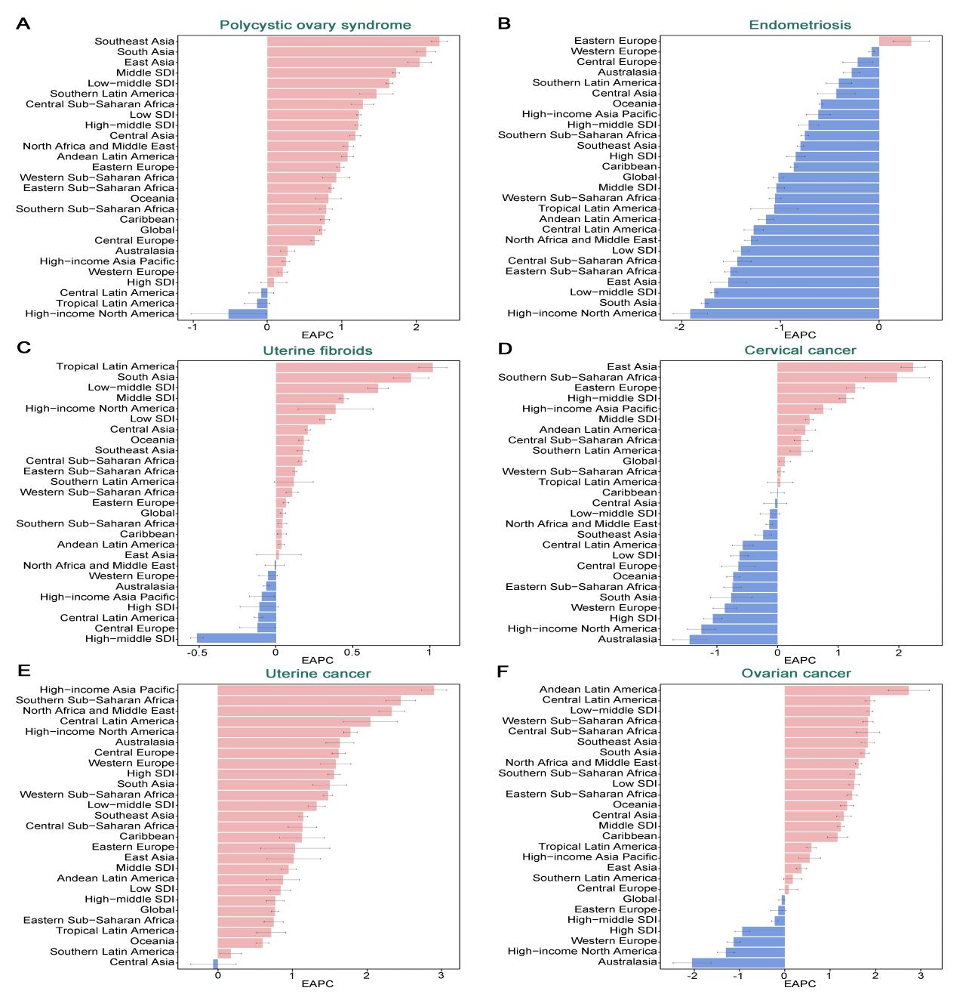 A
Polycystic ovary syndrome
Southeast Asia
South Asia
East Asia
Middle SDI
Low−middle SDI
Southern Latin America
Central Sub−Saharan Africa
Low SDI
High−middle SDI
Central Asia
North Africa and Middle East
Andean Latin America
Eastern Europe
Western Sub−Saharan Africa
Eastern Sub−Saharan Africa
Oceania
Southern Sub−Saharan Africa
Caribbean
Global
Central Europe
Australasia
High−income Asia Pacific
Western Europe
High SDI
Central Latin America
Tropical Latin America
High−income North America
-1 0 1 2
EAPC
B
Endometriosis
Eastern Europe
Western Europe
Central Europe
Australasia
Southern Latin America
Central Asia
Oceania
High−income Asia Pacific
High−middle SDI
Southern Sub−Saharan Africa
Southeast Asia
High SDI
Caribbean
Global
Middle SDI
Western Sub−Saharan Africa
Tropical Latin America
Andean Latin America
Central Latin America
North Africa and Middle East
Low SDI
Central Sub−Saharan Africa
Eastern Sub−Saharan Africa
East Asia
Low−middle SDI
South Asia
High−income North America
-2 -1 0
EAPC
C
Uterine fibroids
Tropical Latin America
South Asia
Low−middle SDI
Middle SDI
High−income North America
Low SDI
Central Asia
Oceania
Southeast Asia
Central Sub−Saharan Africa
Eastern Sub−Saharan Africa
Southern Latin America
Western Sub−Saharan Africa
Eastern Europe
Global
Southern Sub−Saharan Africa
Caribbean
Andean Latin America
East Asia
North Africa and Middle East
Western Europe
Australasia
High−income Asia Pacific
High SDI
Central Latin America
Central Europe
High−middle SDI
-0.5 0 0.5 1
EAPC
D
Cervical cancer
East Asia
Southern Sub−Saharan Africa
Eastern Europe
High−middle SDI
High−income Asia Pacific
Middle SDI
Andean Latin America
Central Sub−Saharan Africa
Southern Latin America
Global
Western Sub−Saharan Africa
Tropical Latin America
Caribbean
Central Asia
Low−middle SDI
North Africa and Middle East
Southeast Asia
Central Latin America
Low SDI
Central Europe
Oceania
Eastern Sub−Saharan Africa
South Asia
Western Europe
High SDI
High−income North America
Australasia
-1 0 1 2
EAPC
E
Uterine cancer
High−income Asia Pacific
Southern Sub−Saharan Africa
North Africa and Middle East
Central Latin America
High−income North America
Australasia
Central Europe
Western Europe
High SDI
South Asia
Western Sub−Saharan Africa
Low−middle SDI
Southeast Asia
Central Sub−Saharan Africa
Caribbean
Eastern Europe
East Asia
Middle SDI
Andean Latin America
Low SDI
High−middle SDI
Global
Eastern Sub−Saharan Africa
Tropical Latin America
Oceania
Southern Latin America
Central Asia
0 1 2 3
EAPC
F
Ovarian cancer
Andean Latin America
Central Latin America
Low−middle SDI
Western Sub−Saharan Africa
Central Sub−Saharan Africa
Southeast Asia
South Asia
North Africa and Middle East
Southern Sub−Saharan Africa
Low SDI
Eastern Sub−Saharan Africa
Oceania
Central Asia
Middle SDI
Caribbean
Tropical Latin America
High−income Asia Pacific
East Asia
Southern Latin America
Central Europe
Global
Eastern Europe
High−middle SDI
High SDI
Western Europe
High−income North America
Australasia
-2 -1 0 1 2 3
EAPC